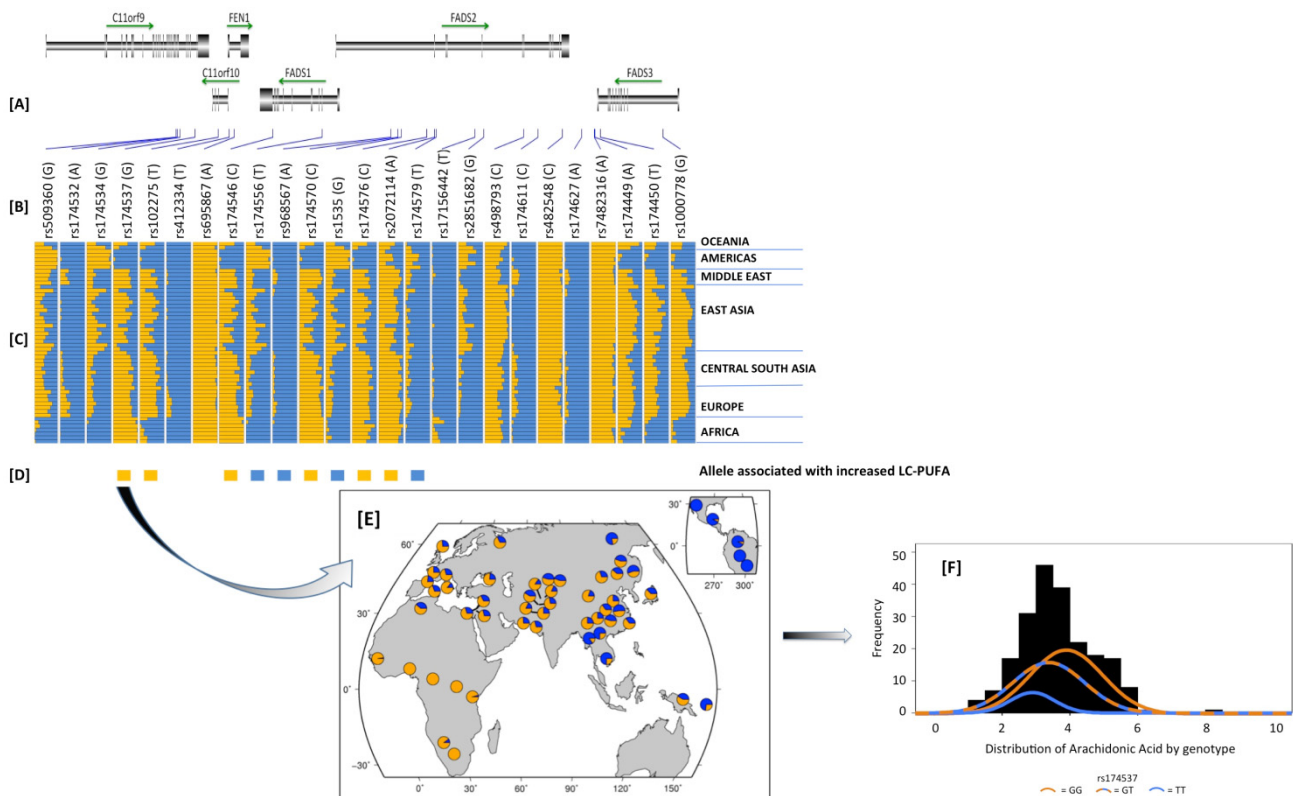 C11orf9
FEN1
FADS2
C11orf10
FADS1
FADS3
[A]
[B]
rs509360 (G)
rs174532 (A)
rs174534 (G)
rs174537 (G)
rs102275 (T)
rs412334 (T)
rs695867 (A)
rs174546 (C)
rs174556 (T)
rs968567 (A)
rs174570 (C)
rs1535 (G)
rs174576 (C)
rs2072114 (A)
rs174579 (T)
rs17156442 (T)
rs2851682 (G)
rs498793 (C)
rs174611 (C)
rs482548 (C)
rs174627 (A)
rs7482316 (A)
rs174449 (A)
rs174450 (T)
rs1000778 (G)
OCEANIA
AMERICAS
MIDDLE EAST
EAST ASIA
[C]
CENTRAL SOUTH ASIA
EUROPE
AFRICA
[D]
Allele associated with increased LC-PUFA
[E]
30˚
0˚
270˚ 300˚
60˚
30˚
0˚
−30˚
0˚ 30˚ 60˚ 90˚ 120˚ 150˚
[F]
50
40
30
20
10
0
Frequency
0 2 4 6 8 10
Distribution of Arachidonic Acid by genotype
rs174537
= GG = GT = TT